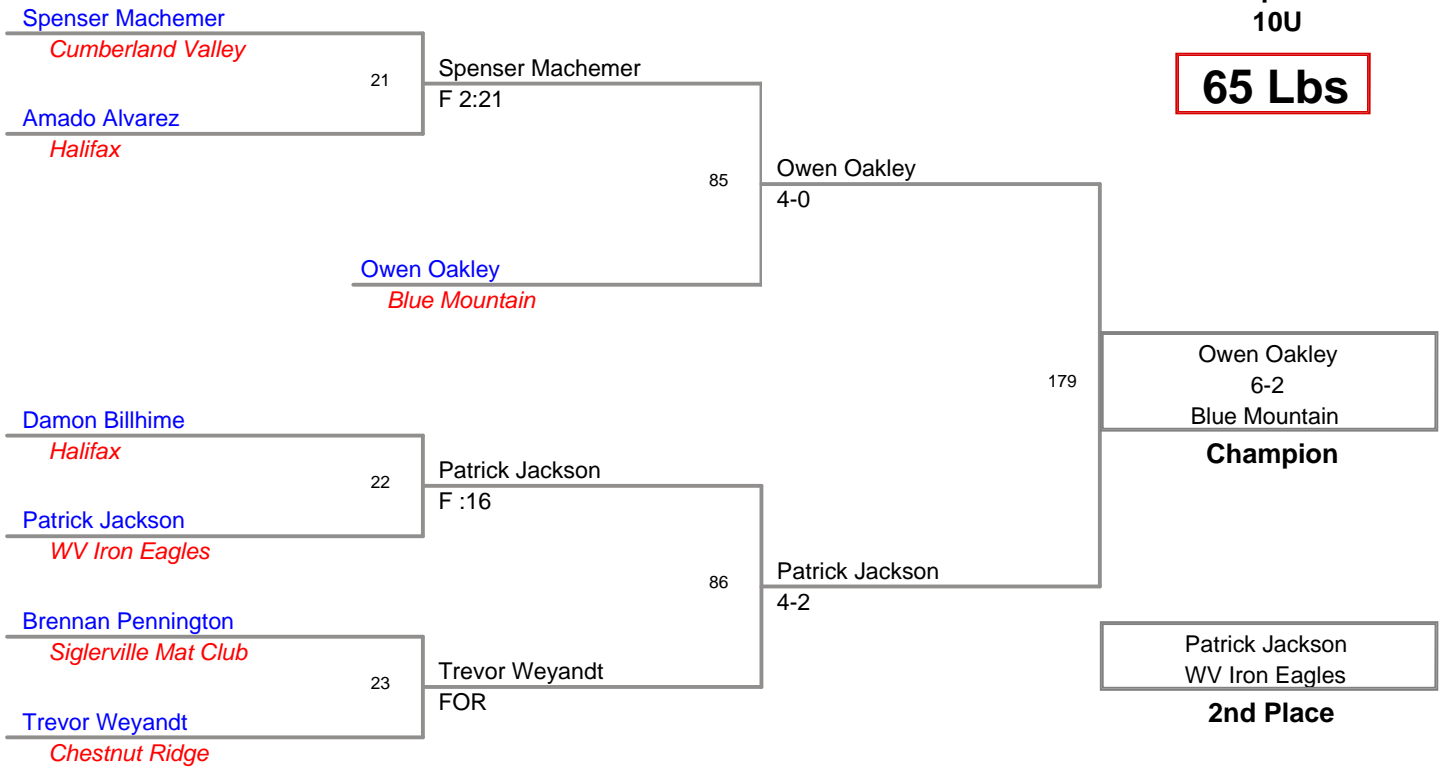 Spenser Machemer
Cumberland Valley
21
Spenser Machemer
F 2:21
Amado Alvarez
Halifax
10U
65 Lbs
85
Owen Oakley
4-0
Owen Oakley
Blue Mountain
179
Owen Oakley
6-2
Blue Mountain
Champion
Damon Billhime
Halifax
22
Patrick Jackson
F :16
Patrick Jackson
WV Iron Eagles
86
Patrick Jackson
4-2
Brennan Pennington
Siglerville Mat Club
23
Trevor Weyandt
FOR
Trevor Weyandt
Chestnut Ridge
Patrick Jackson
WV Iron Eagles
2nd Place